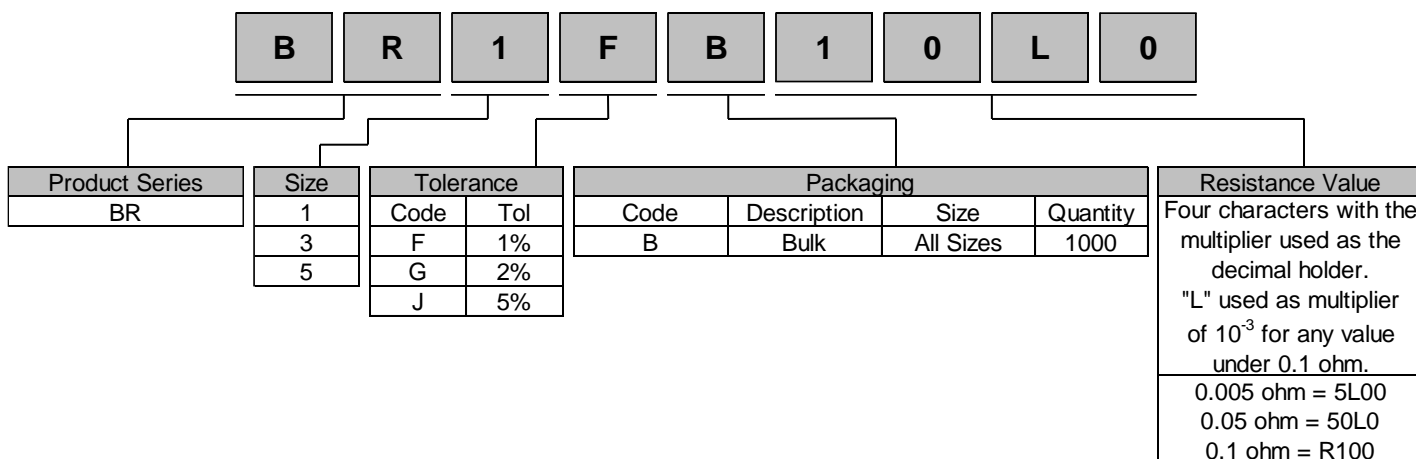 B R 1 F B 1 0 L 0
Product Series
BR
Size
1
3
5
Tolerance
Code Tol
F 1%
G 2%
J 5%
Packaging
Code Description Size Quantity
B Bulk All Sizes 1000
Resistance Value
Four characters with the
multiplier used as the
decimal holder.
"L" used as multiplier
of 10⁻³ for any value
under 0.1 ohm.
0.005 ohm = 5L00
0.05 ohm = 50L0
0.1 ohm = R100